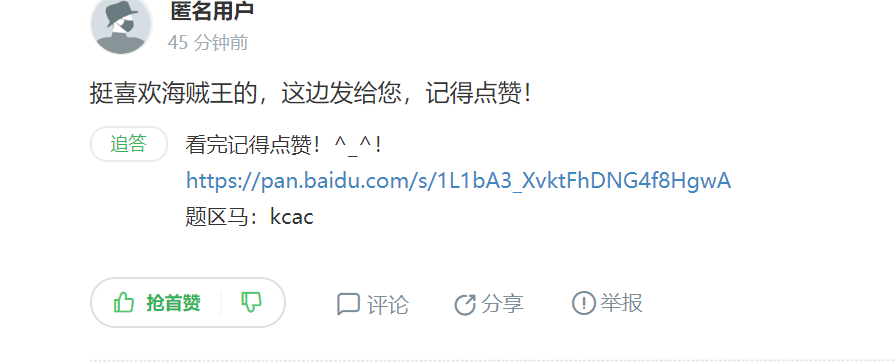 匿名用户
45 分钟前
挺喜欢海贼王的，这边发给您，记得点赞！
追答 看完记得点赞！^_^！
https://pan.baidu.com/s/1L1bA3_XvktFhDNG4f8HgwA
题区马：kcac
抢首赞 评论 分享 举报